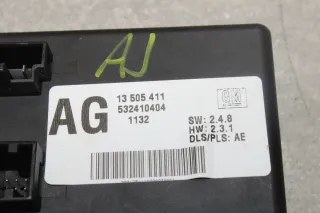 AJ
AG
13 505 411
532410404
1132
SW: 2.4.8
HW: 2.3.1
DLS/PLS: AE